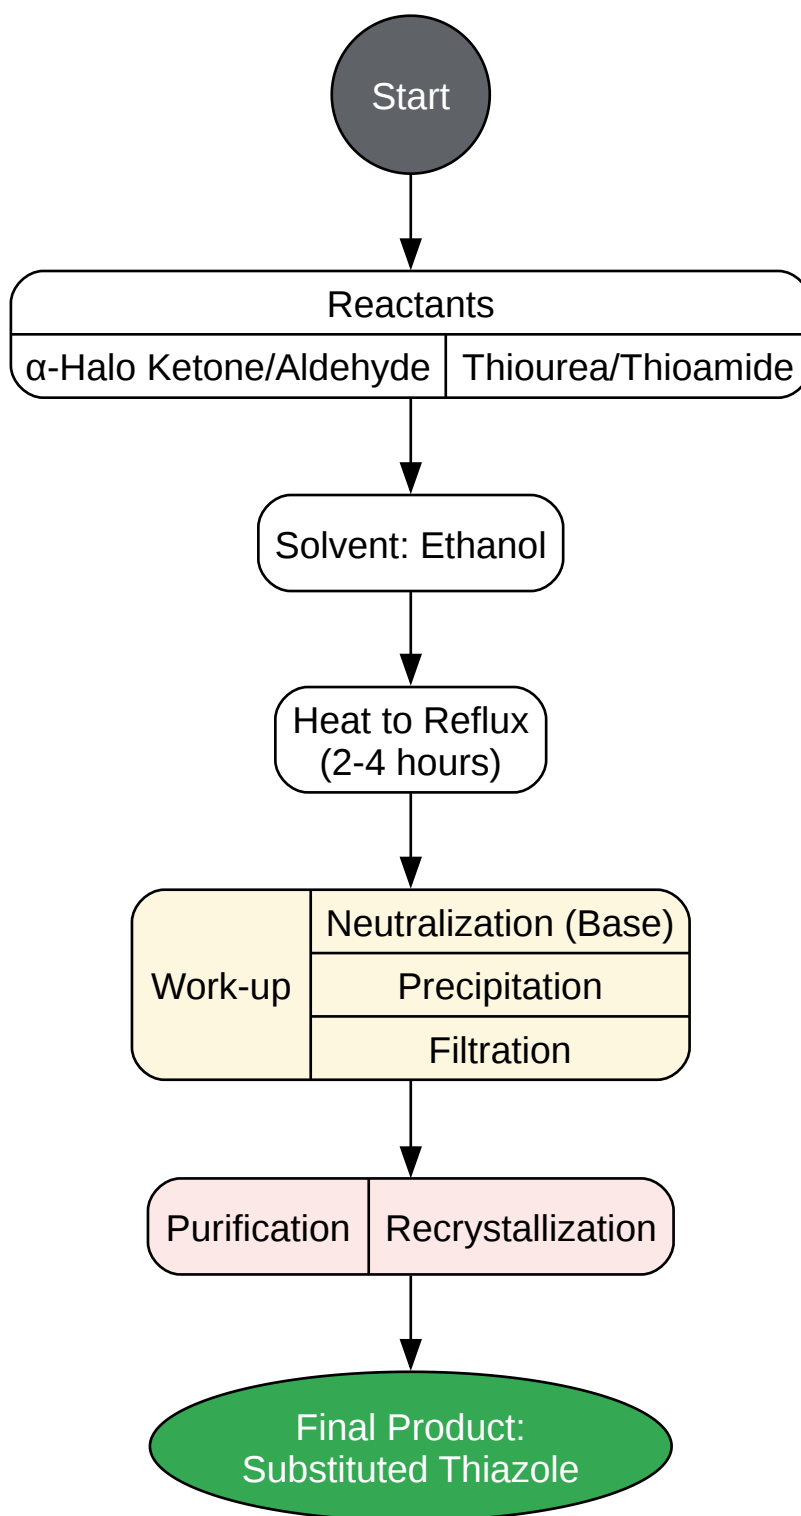 Start
Reactants
α-Halo Ketone/Aldehyde
Thiourea/Thioamide
Solvent: Ethanol
Heat to Reflux
(2-4 hours)
Work-up
Neutralization (Base)
Precipitation
Filtration
Purification
Recrystallization
Final Product:
Substituted Thiazole